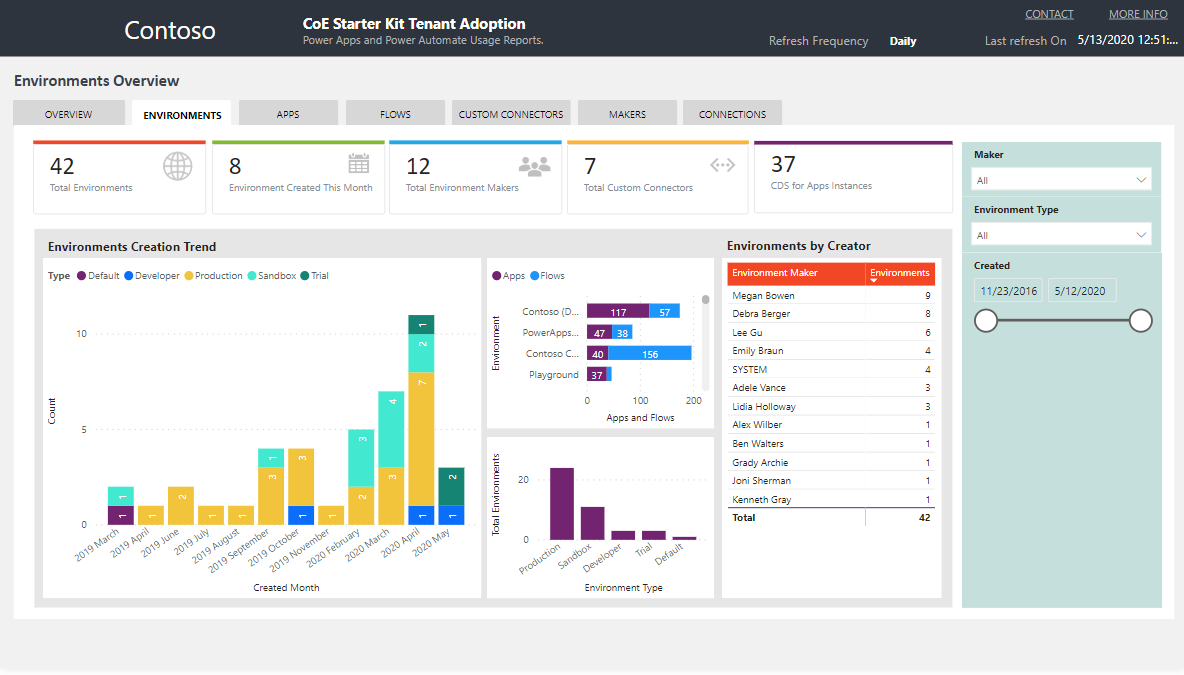 Contoso
CoE Starter Kit Tenant Adoption
Power Apps and Power Automate Usage Reports.
CONTACT
MORE INFO
Refresh Frequency Daily
Last refresh On 5/13/2020 12:51:...
Environments Overview
OVERVIEW
ENVIRONMENTS
APPS
FLOWS
CUSTOM CONNECTORS
MAKERS
CONNECTIONS
42
Total Environments
8
Environment Created This Month
12
Total Environment Makers
7
Total Custom Connectors
37
CDS for Apps Instances
Maker
All
Environment Type
All
Created
11/23/2016
5/12/2020
Environments Creation Trend
Type Default Developer Production Sandbox Trial
Count
10
5
0
1
1
1
2
1
1
1
3
3
1
1
3
2
4
3
1
2
7
1
2
1
2019 March
2019 April
2019 June
2019 July
2019 August
2019 September
2019 October
2019 November
2020 February
2020 March
2020 April
2020 May
Created Month
Apps Flows
Environment
Contoso (D... 117 57
PowerApps... 47 38
Contoso C... 40 156
Playground 37
0 100 200
Apps and Flows
Total Environments
20
0
Production
Sandbox
Developer
Trial
Default
Environment Type
Environments by Creator
Environment Maker Environments
Megan Bowen 9
Debra Berger 8
Lee Gu 6
Emily Braun 4
SYSTEM 4
Adele Vance 3
Lidia Holloway 3
Alex Wilber 1
Ben Walters 1
Grady Archie 1
Joni Sherman 1
Kenneth Gray 1
Total 42